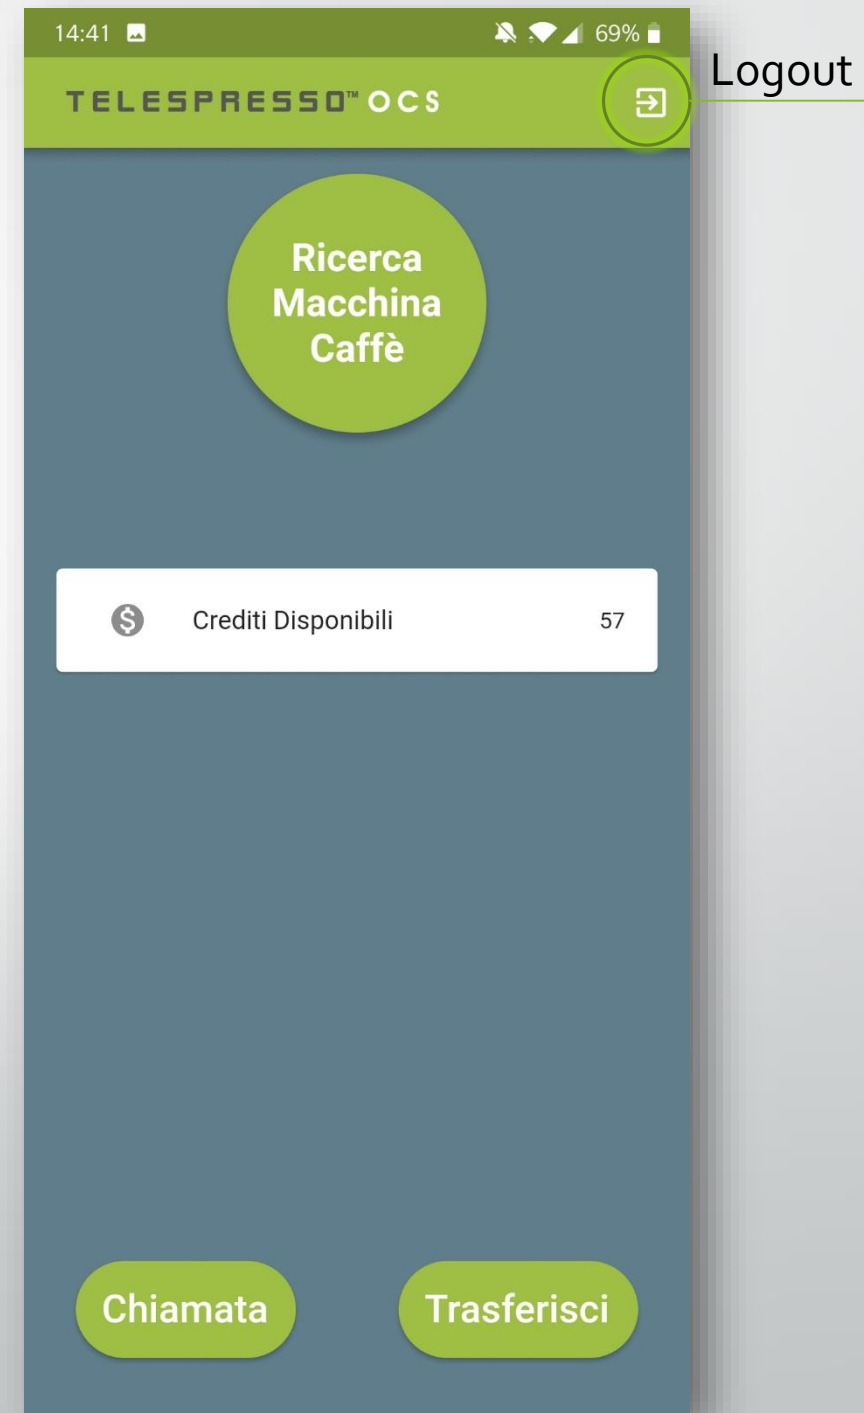 14:41
69%
TELESPRESSO™ OCS
Logout
Ricerca
Macchina
Caffè
Crediti Disponibili 57
Chiamata
Trasferisci